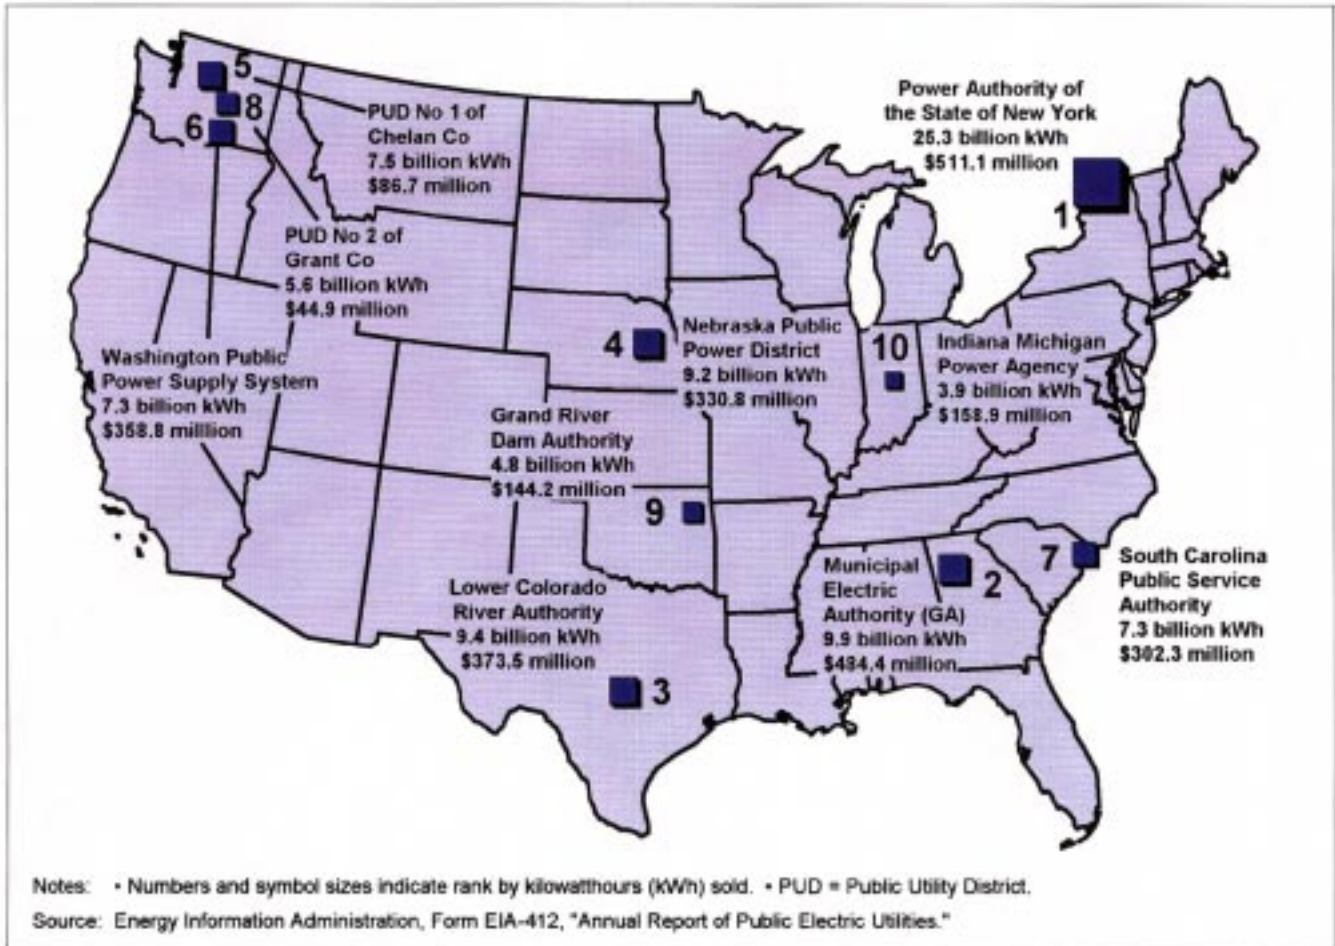 5
8
6
PUD No 1 of
Chelan Co
7.5 billion kWh
$86.7 million
PUD No 2 of
Grant Co
5.6 billion kWh
$44.9 million
Washington Public
Power Supply System
7.3 billion kWh
$358.8 milllion
Power Authority of
the State of New York
25.3 billion kWh
$511.1 million
1
4
Nebraska Public
Power District
9.2 billion kWh
$330.8 million
10
Indiana Michigan
Power Agency
3.9 billion kWh
$158.9 million
Grand River
Dam Authority
4.8 billion kWh
$144.2 million
9
Lower Colorado
River Authority
9.4 billion kWh
$373.5 million
3
Municipal
Electric
Authority (GA)
9.9 billion kWh
$484.4 million
2
7
South Carolina
Public Service
Authority
7.3 billion kWh
$302.3 million
Notes: • Numbers and symbol sizes indicate rank by kilowatthours (kWh) sold. • PUD = Public Utility District.
Source: Energy Information Administration, Form EIA-412, "Annual Report of Public Electric Utilities."